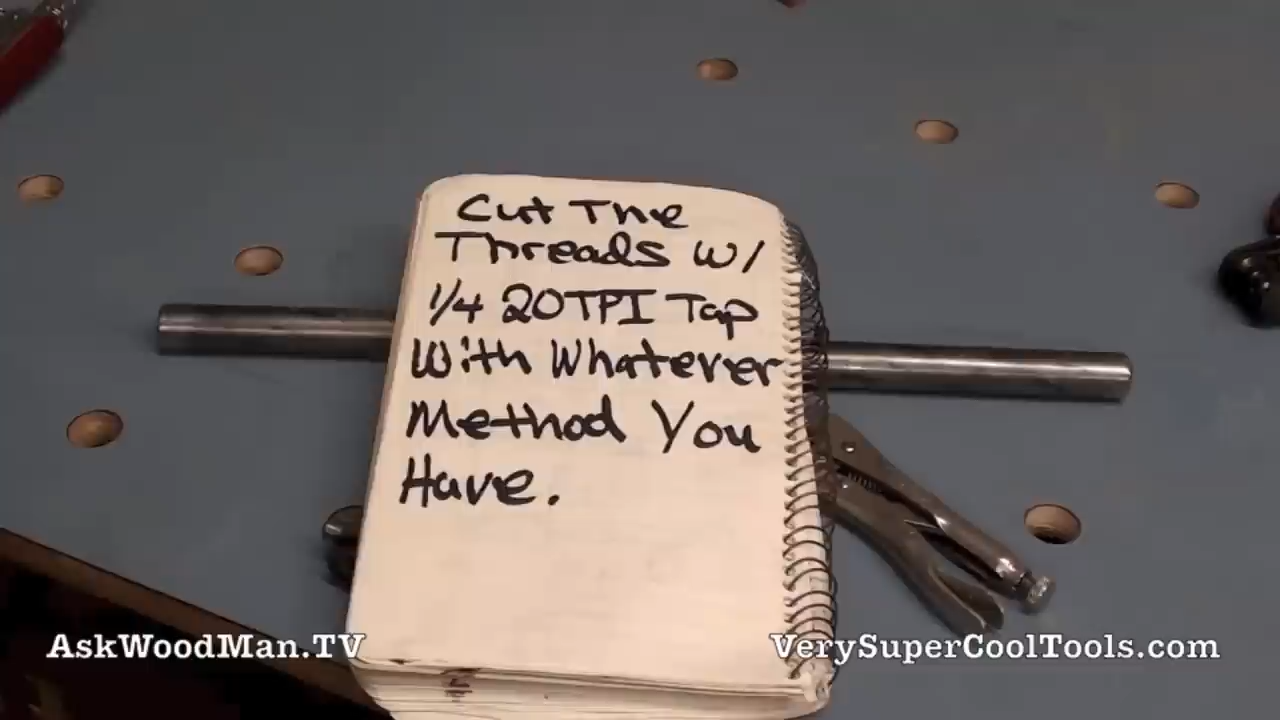 Cut The
Threads W/
1/4 20TPI Tap
With Whatever
Method You
Have.
AskWoodMan.TV
VerySuperCoolTools.com